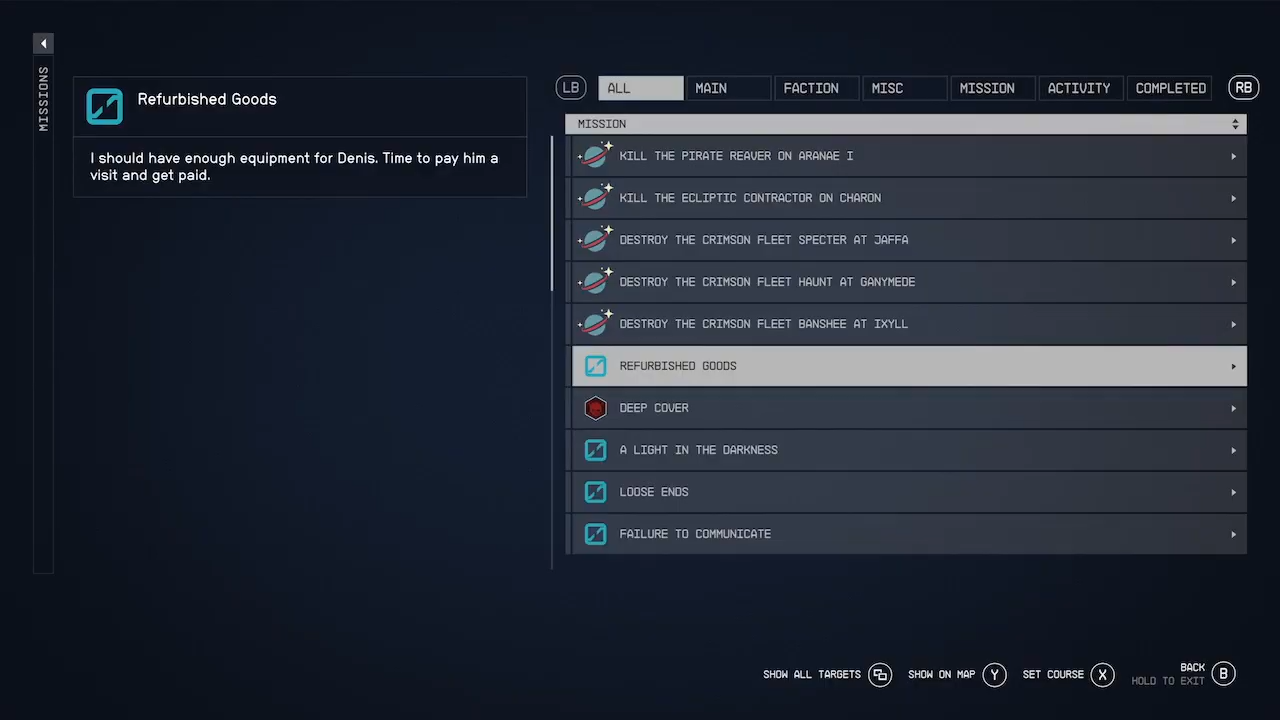 MISSIONS
Refurbished Goods
I should have enough equipment for Denis. Time to pay him a
visit and get paid.
LB ALL MAIN FACTION MISC MISSION ACTIVITY COMPLETED RB
MISSION
KILL THE PIRATE REAVER ON ARANAE I
KILL THE ECLIPTIC CONTRACTOR ON CHARON
DESTROY THE CRIMSON FLEET SPECTER AT JAFFA
DESTROY THE CRIMSON FLEET HAUNT AT GANYMEDE
DESTROY THE CRIMSON FLEET BANSHEE AT IXYLL
REFURBISHED GOODS
DEEP COVER
A LIGHT IN THE DARKNESS
LOOSE ENDS
FAILURE TO COMMUNICATE
SHOW ALL TARGETS SHOW ON MAP Y SET COURSE X BACK B
HOLD TO EXIT